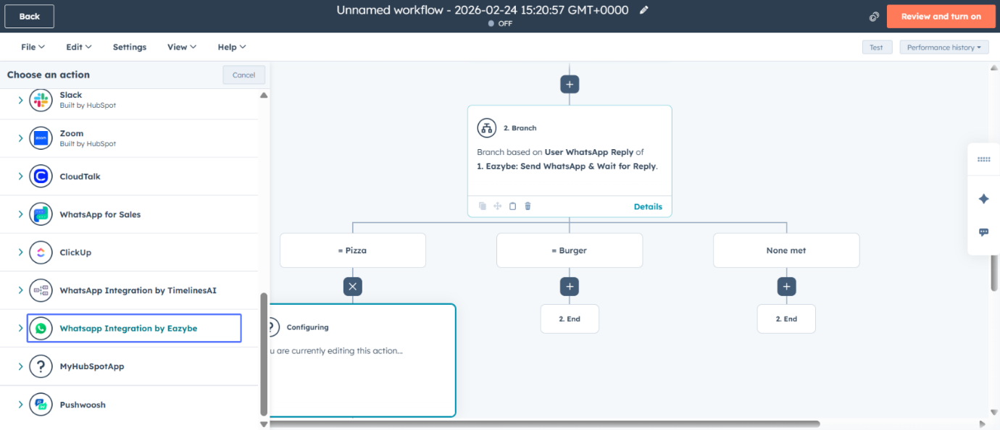 Back
Unnamed workflow - 2026-02-24 15:20:57 GMT+0000
OFF
Review and turn on
File
Edit
Settings
View
Help
Test
Performance history
Choose an action
Cancel
Slack
Built by HubSpot
zoom
Zoom
Built by HubSpot
CloudTalk
WhatsApp for Sales
ClickUp
WhatsApp Integration by TimelinesAI
Whatsapp Integration by Eazybe
MyHubSpotApp
Pushwoosh
2. Branch
Branch based on User WhatsApp Reply of
1. Eazybe: Send WhatsApp & Wait for Reply.
Details
= Pizza
= Burger
None met
Configuring
u are currently editing this action...
2. End
2. End